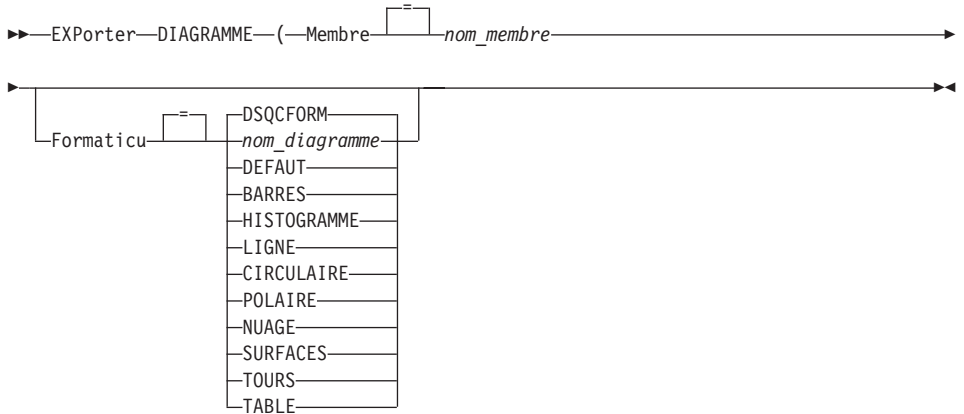 =
EXPorter DIAGRAMME ( Membre nom_membre
= DSQCFORM
Formaticu nom_diagramme
DEFAUT
BARRES
HISTOGRAMME
LIGNE
CIRCULAIRE
POLAIRE
NUAGE
SURFACES
TOURS
TABLE